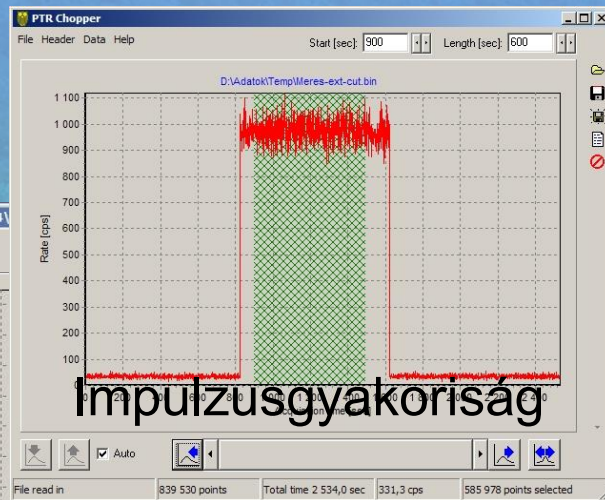 PTR Chopper
File Header Data Help
Start [sec]: 900
Length [sec]: 600
D:\Adatok\Temp\Meres-ext-cut.bin
Rate [cps]
1 100
1 000
900
800
700
600
500
400
300
200
100
Impulzusgyakoriság
Auto
File read in
839 530 points
Total time 2 534,0 sec
331,3 cps
585 978 points selected